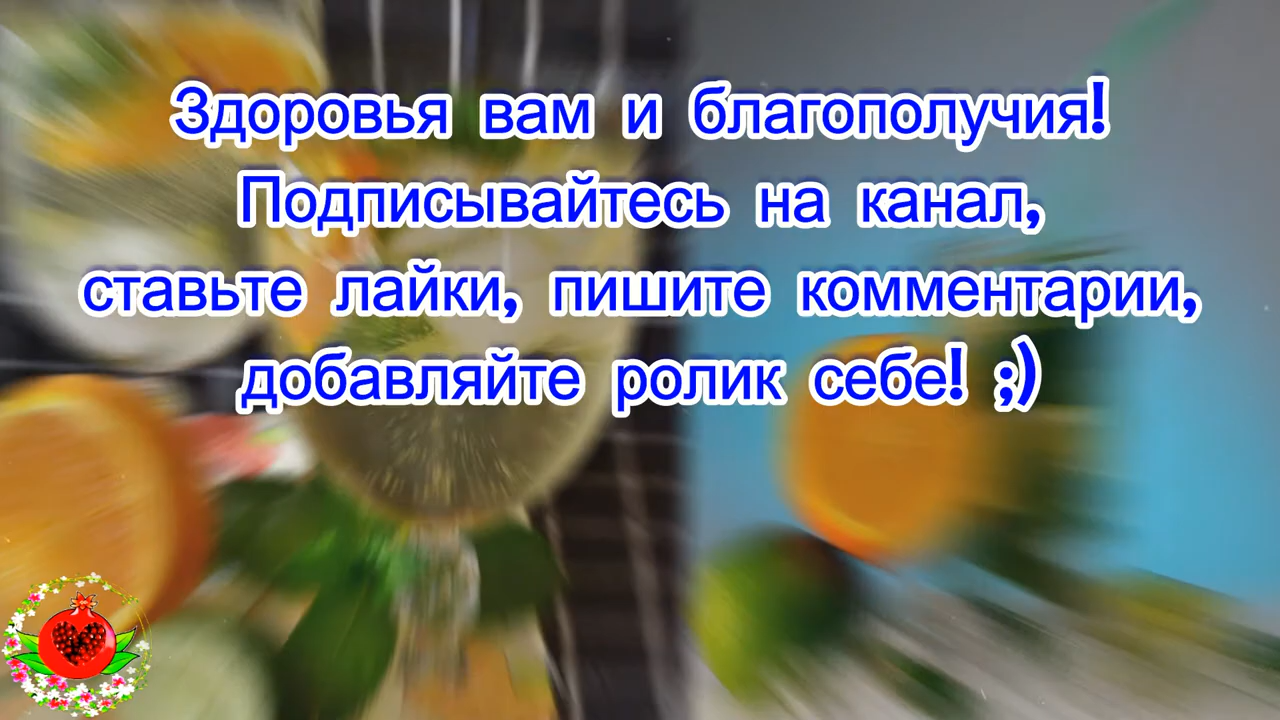 Здоровья вам и благополучия!
Подписывайтесь на канал,
ставьте лайки, пишите комментарии,
добавляйте ролик себе! ;)